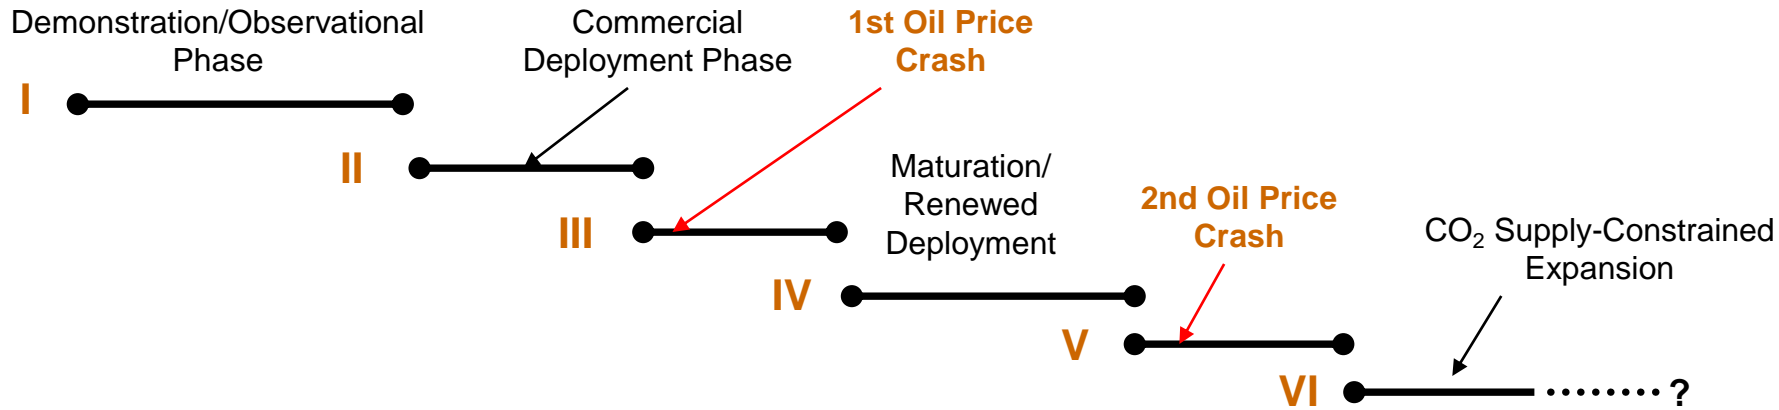 Demonstration/Observational
Phase
Commercial
Deployment Phase
1st Oil Price
Crash
I
II
III
Maturation/
Renewed
Deployment
IV
2nd Oil Price
Crash
V
CO₂ Supply-Constrained
Expansion
VI
?